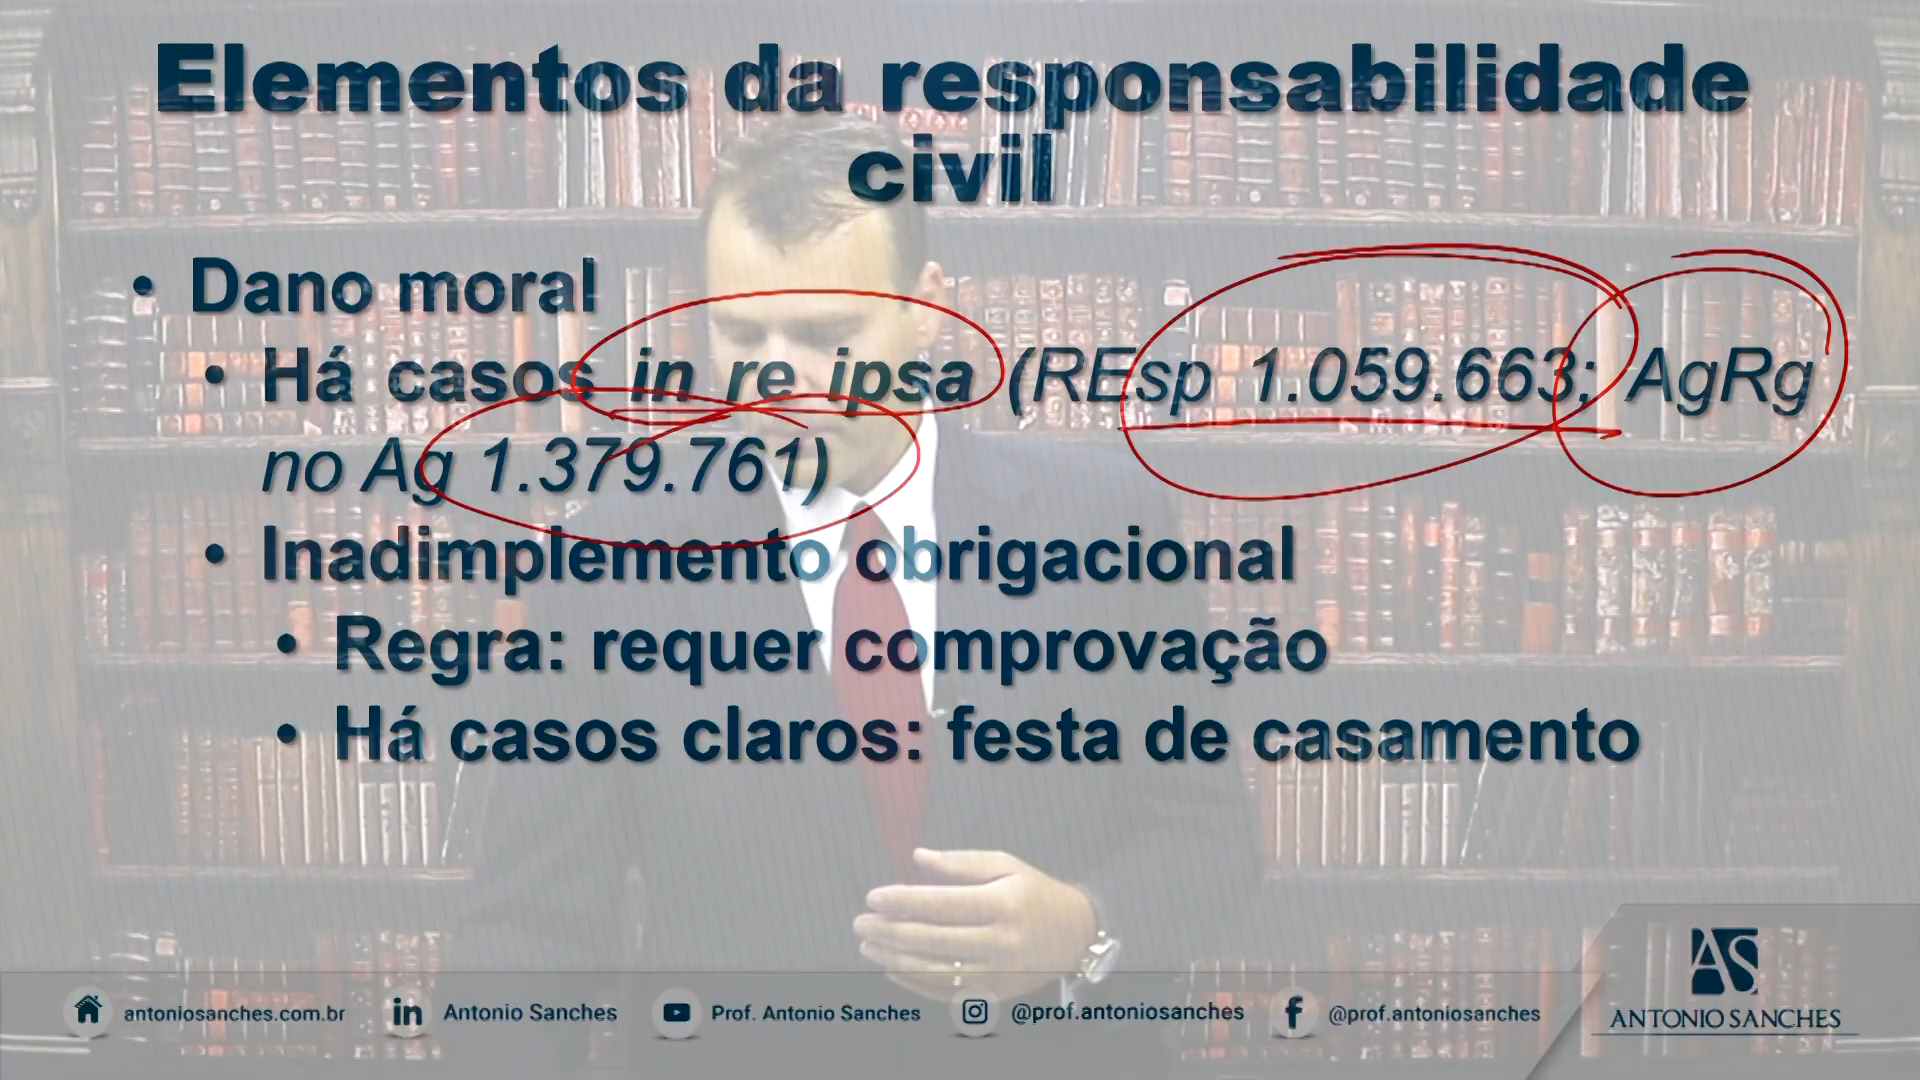 Elementos da responsabilidade
civil
• Dano moral
• Há casos in re ipsa (REsp 1.059.663; AgRg
no Ag 1.379.761)
• Inadimplemento obrigacional
• Regra: requer comprovação
• Há casos claros: festa de casamento
antoniosanches.com.br
in Antonio Sanches
Prof. Antonio Sanches
@prof.antoniosanches
f @prof.antoniosanches
AS
ANTONIO SANCHES